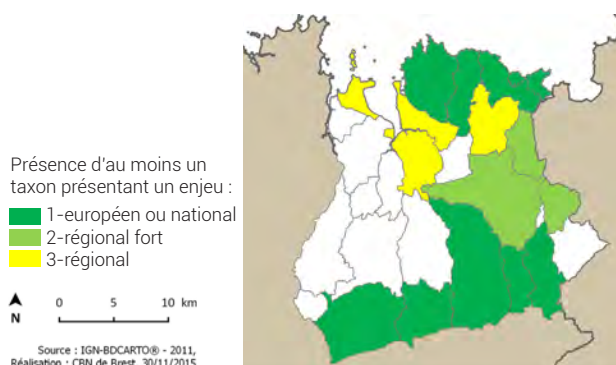 Présence d'au moins un
taxon présentant un enjeu :
1-européen ou national
2-régional fort
3-régional
N
0 5 10 km
Source : IGN-BDCARTO® - 2011,
Réalisation : CBN de Brest, 30/11/2015